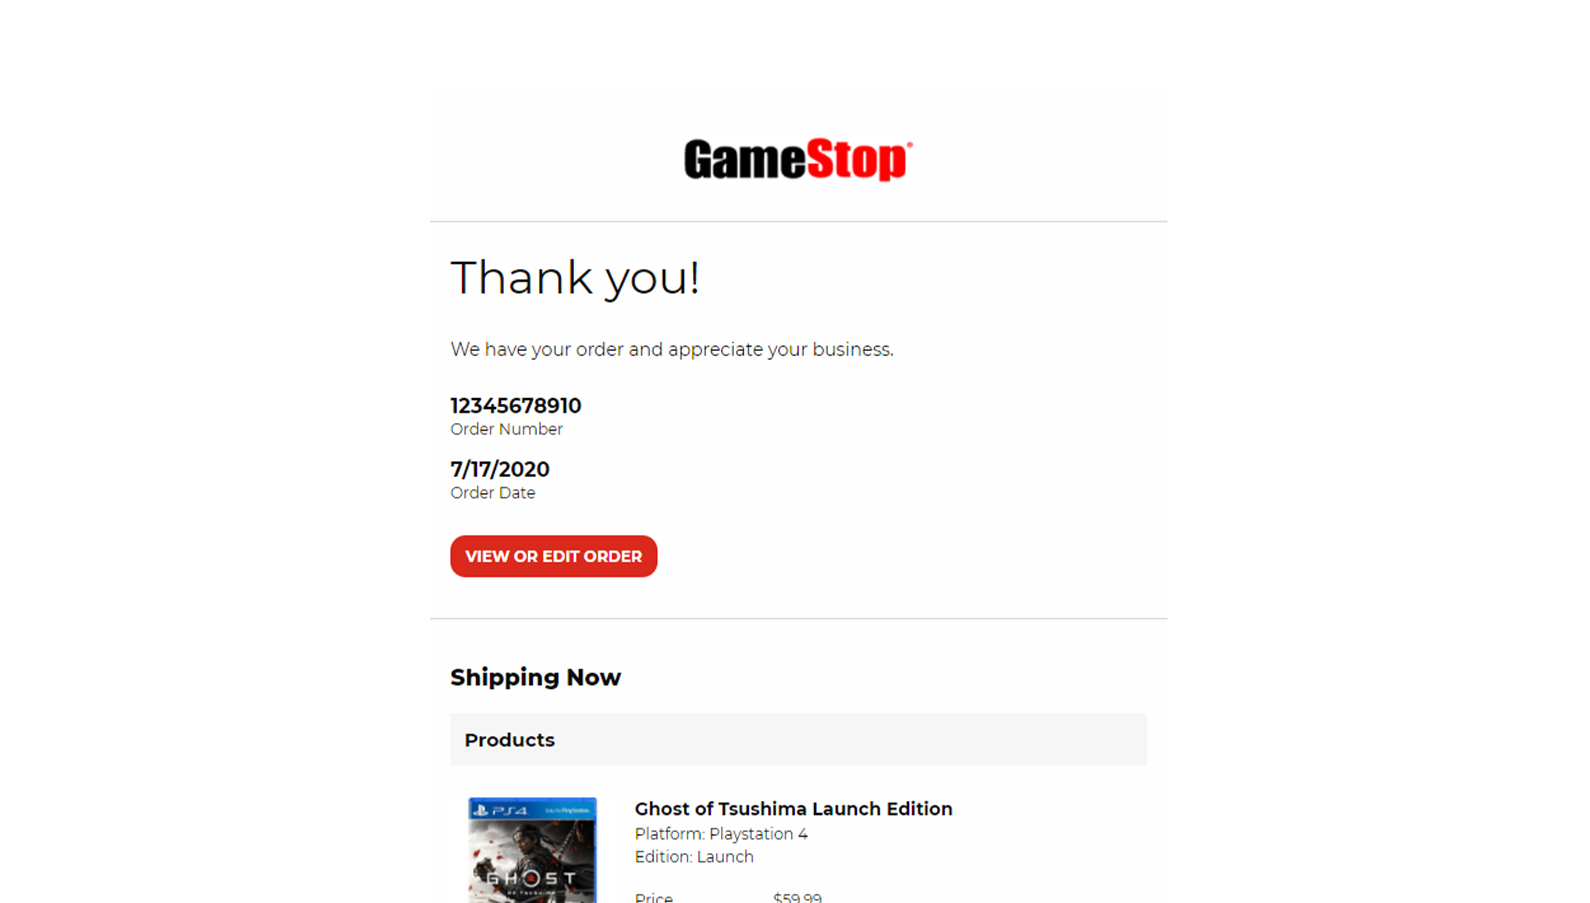 GameStop
Thank you!
We have your order and appreciate your business.
12345678910
Order Number
7/17/2020
Order Date
VIEW OR EDIT ORDER
Shipping Now
Products
PS4
Ghost of Tsushima Launch Edition
Platform: Playstation 4
Edition: Launch
GHOST
OF TSUSHIMA
Price $59.99